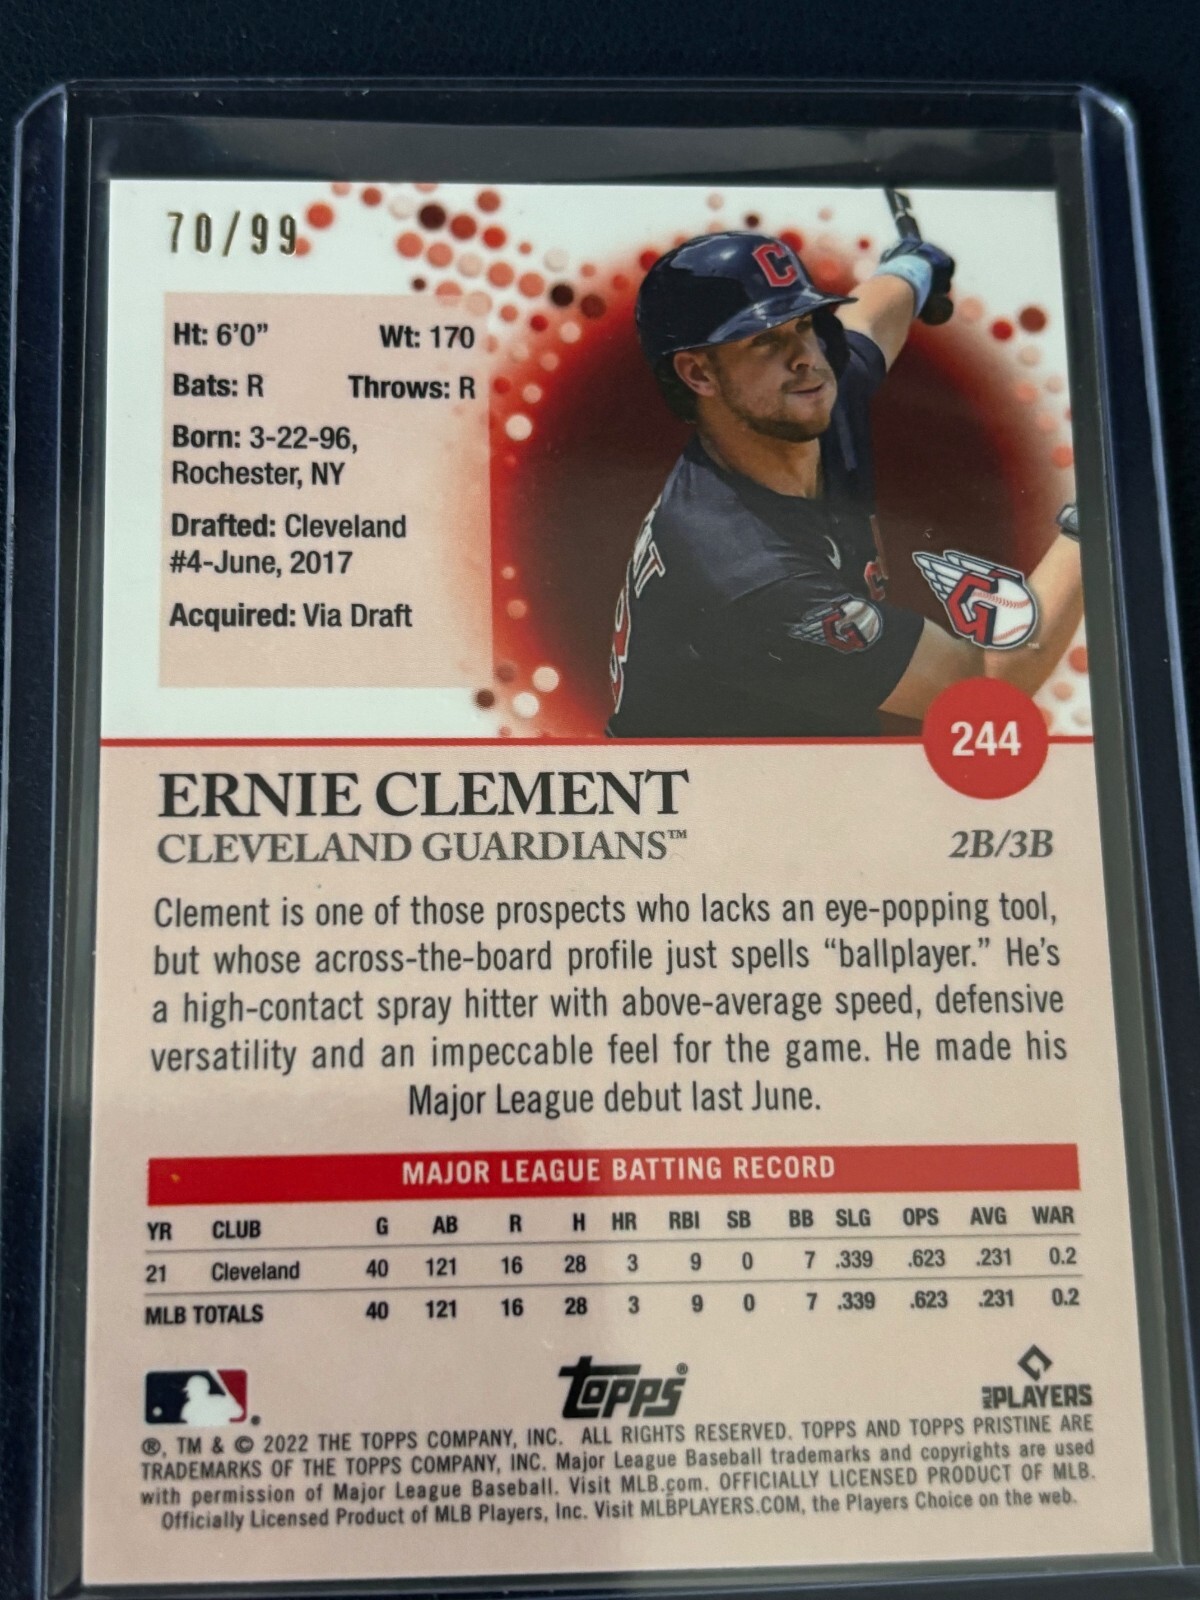 70/99
Ht: 6'0" Wt: 170
Bats: R Throws: R
Born: 3-22-96,
Rochester, NY
Drafted: Cleveland
#4-June, 2017
Acquired: Via Draft
C
244
ERNIE CLEMENT
CLEVELAND GUARDIANS™ 2B/3B
Clement is one of those prospects who lacks an eye-popping tool,
but whose across-the-board profile just spells “ballplayer.” He's
a high-contact spray hitter with above-average speed, defensive
versatility and an impeccable feel for the game. He made his
Major League debut last June.
MAJOR LEAGUE BATTING RECORD
YR CLUB G AB R H HR RBI SB BB SLG OPS AVG WAR
21 Cleveland 40 121 16 28 3 9 0 7 .339 .623 .231 0.2
MLB TOTALS 40 121 16 28 3 9 0 7 .339 .623 .231 0.2
topps® MLB PLAYERS
®, TM & © 2022 THE TOPPS COMPANY, INC. ALL RIGHTS RESERVED. TOPPS AND TOPPS PRISTINE ARE
TRADEMARKS OF THE TOPPS COMPANY, INC. Major League Baseball trademarks and copyrights are used
with permission of Major League Baseball. Visit MLB.com. OFFICIALLY LICENSED PRODUCT OF MLB.
Officially Licensed Product of MLB Players, Inc. Visit MLBPLAYERS.COM, the Players Choice on the web.